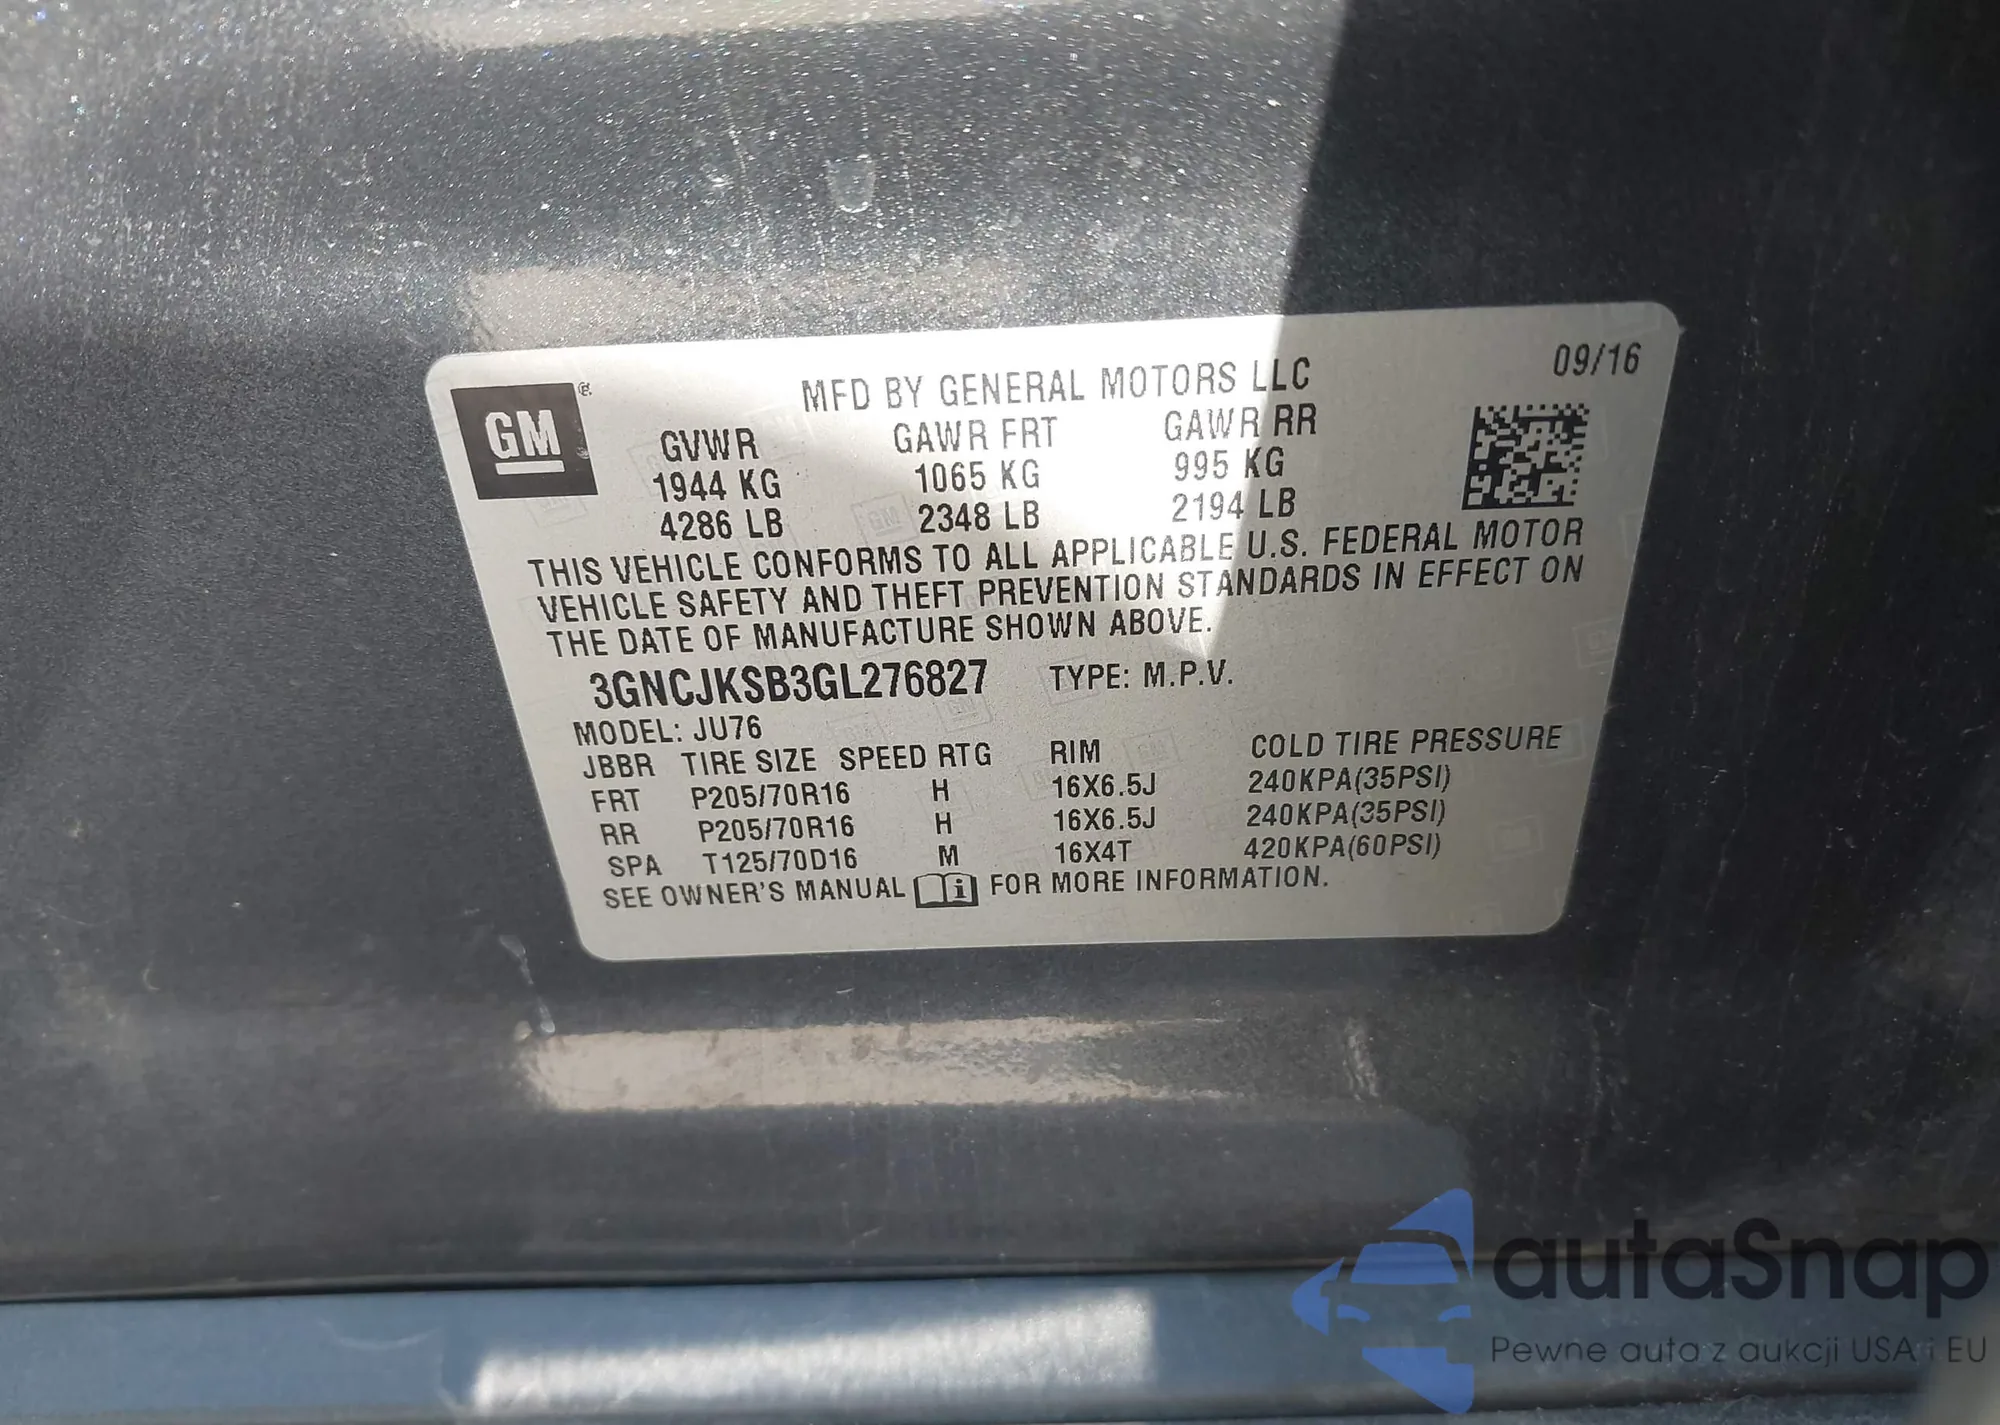 09/16
MFD BY GENERAL MOTORS LLC
GM
GVWR GAWR FRT GAWR RR
1944 KG 1065 KG 995 KG
4286 LB 2348 LB 2194 LB
THIS VEHICLE CONFORMS TO ALL APPLICABLE U.S. FEDERAL MOTOR
VEHICLE SAFETY AND THEFT PREVENTION STANDARDS IN EFFECT ON
THE DATE OF MANUFACTURE SHOWN ABOVE.
3GNCJKSB3GL276827 TYPE: M.P.V.
MODEL: JU76
JBBR TIRE SIZE SPEED RTG RIM COLD TIRE PRESSURE
FRT P205/70R16 H 16X6.5J 240KPA(35PSI)
RR P205/70R16 H 16X6.5J 240KPA(35PSI)
SPA T125/70D16 M 16X4T 420KPA(60PSI)
SEE OWNER'S MANUAL i FOR MORE INFORMATION.
autaSnap
Pewne auta z aukcji USA i EU